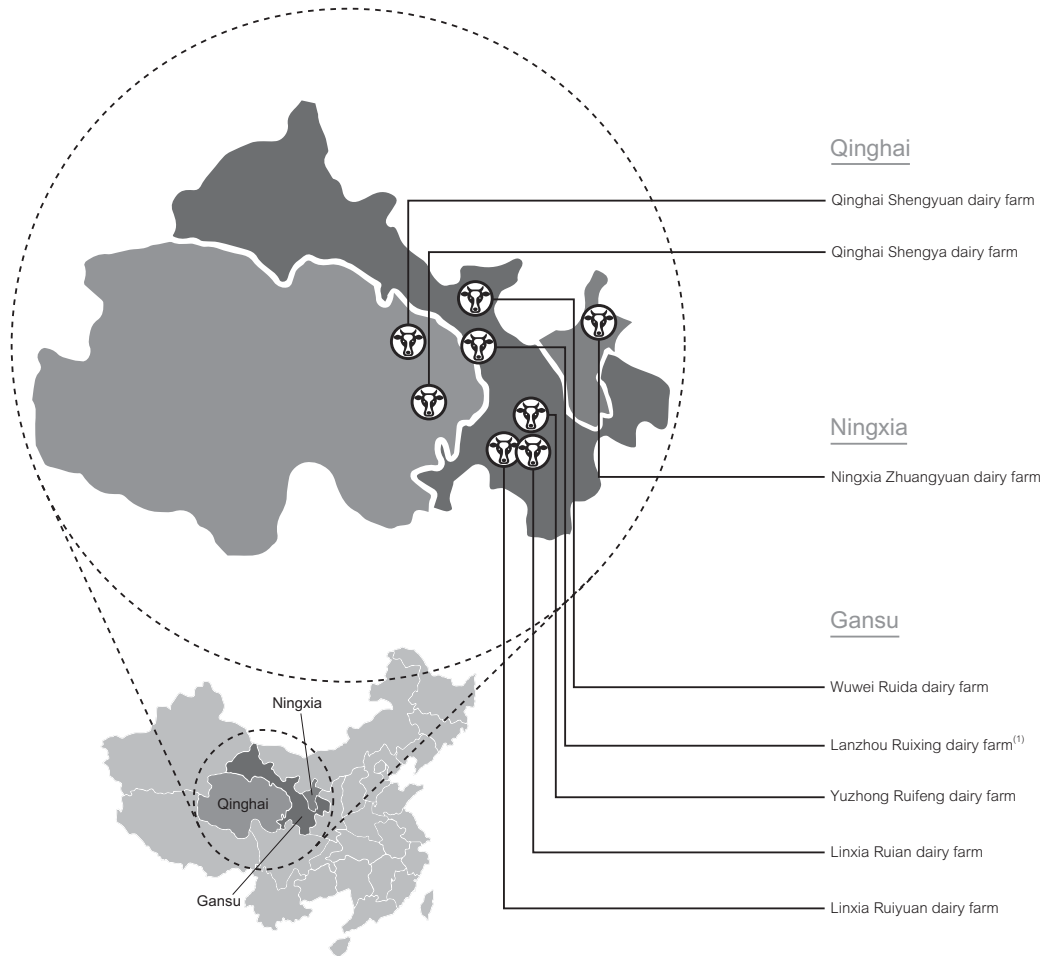 Qinghai
Qinghai Shengyuan dairy farm
Qinghai Shengya dairy farm
Ningxia
Ningxia Zhuangyuan dairy farm
Gansu
Wuwei Ruida dairy farm
Lanzhou Ruixing dairy farm(1)
Yuzhong Ruifeng dairy farm
Linxia Ruian dairy farm
Linxia Ruiyuan dairy farm
Ningxia
Qinghai
Gansu